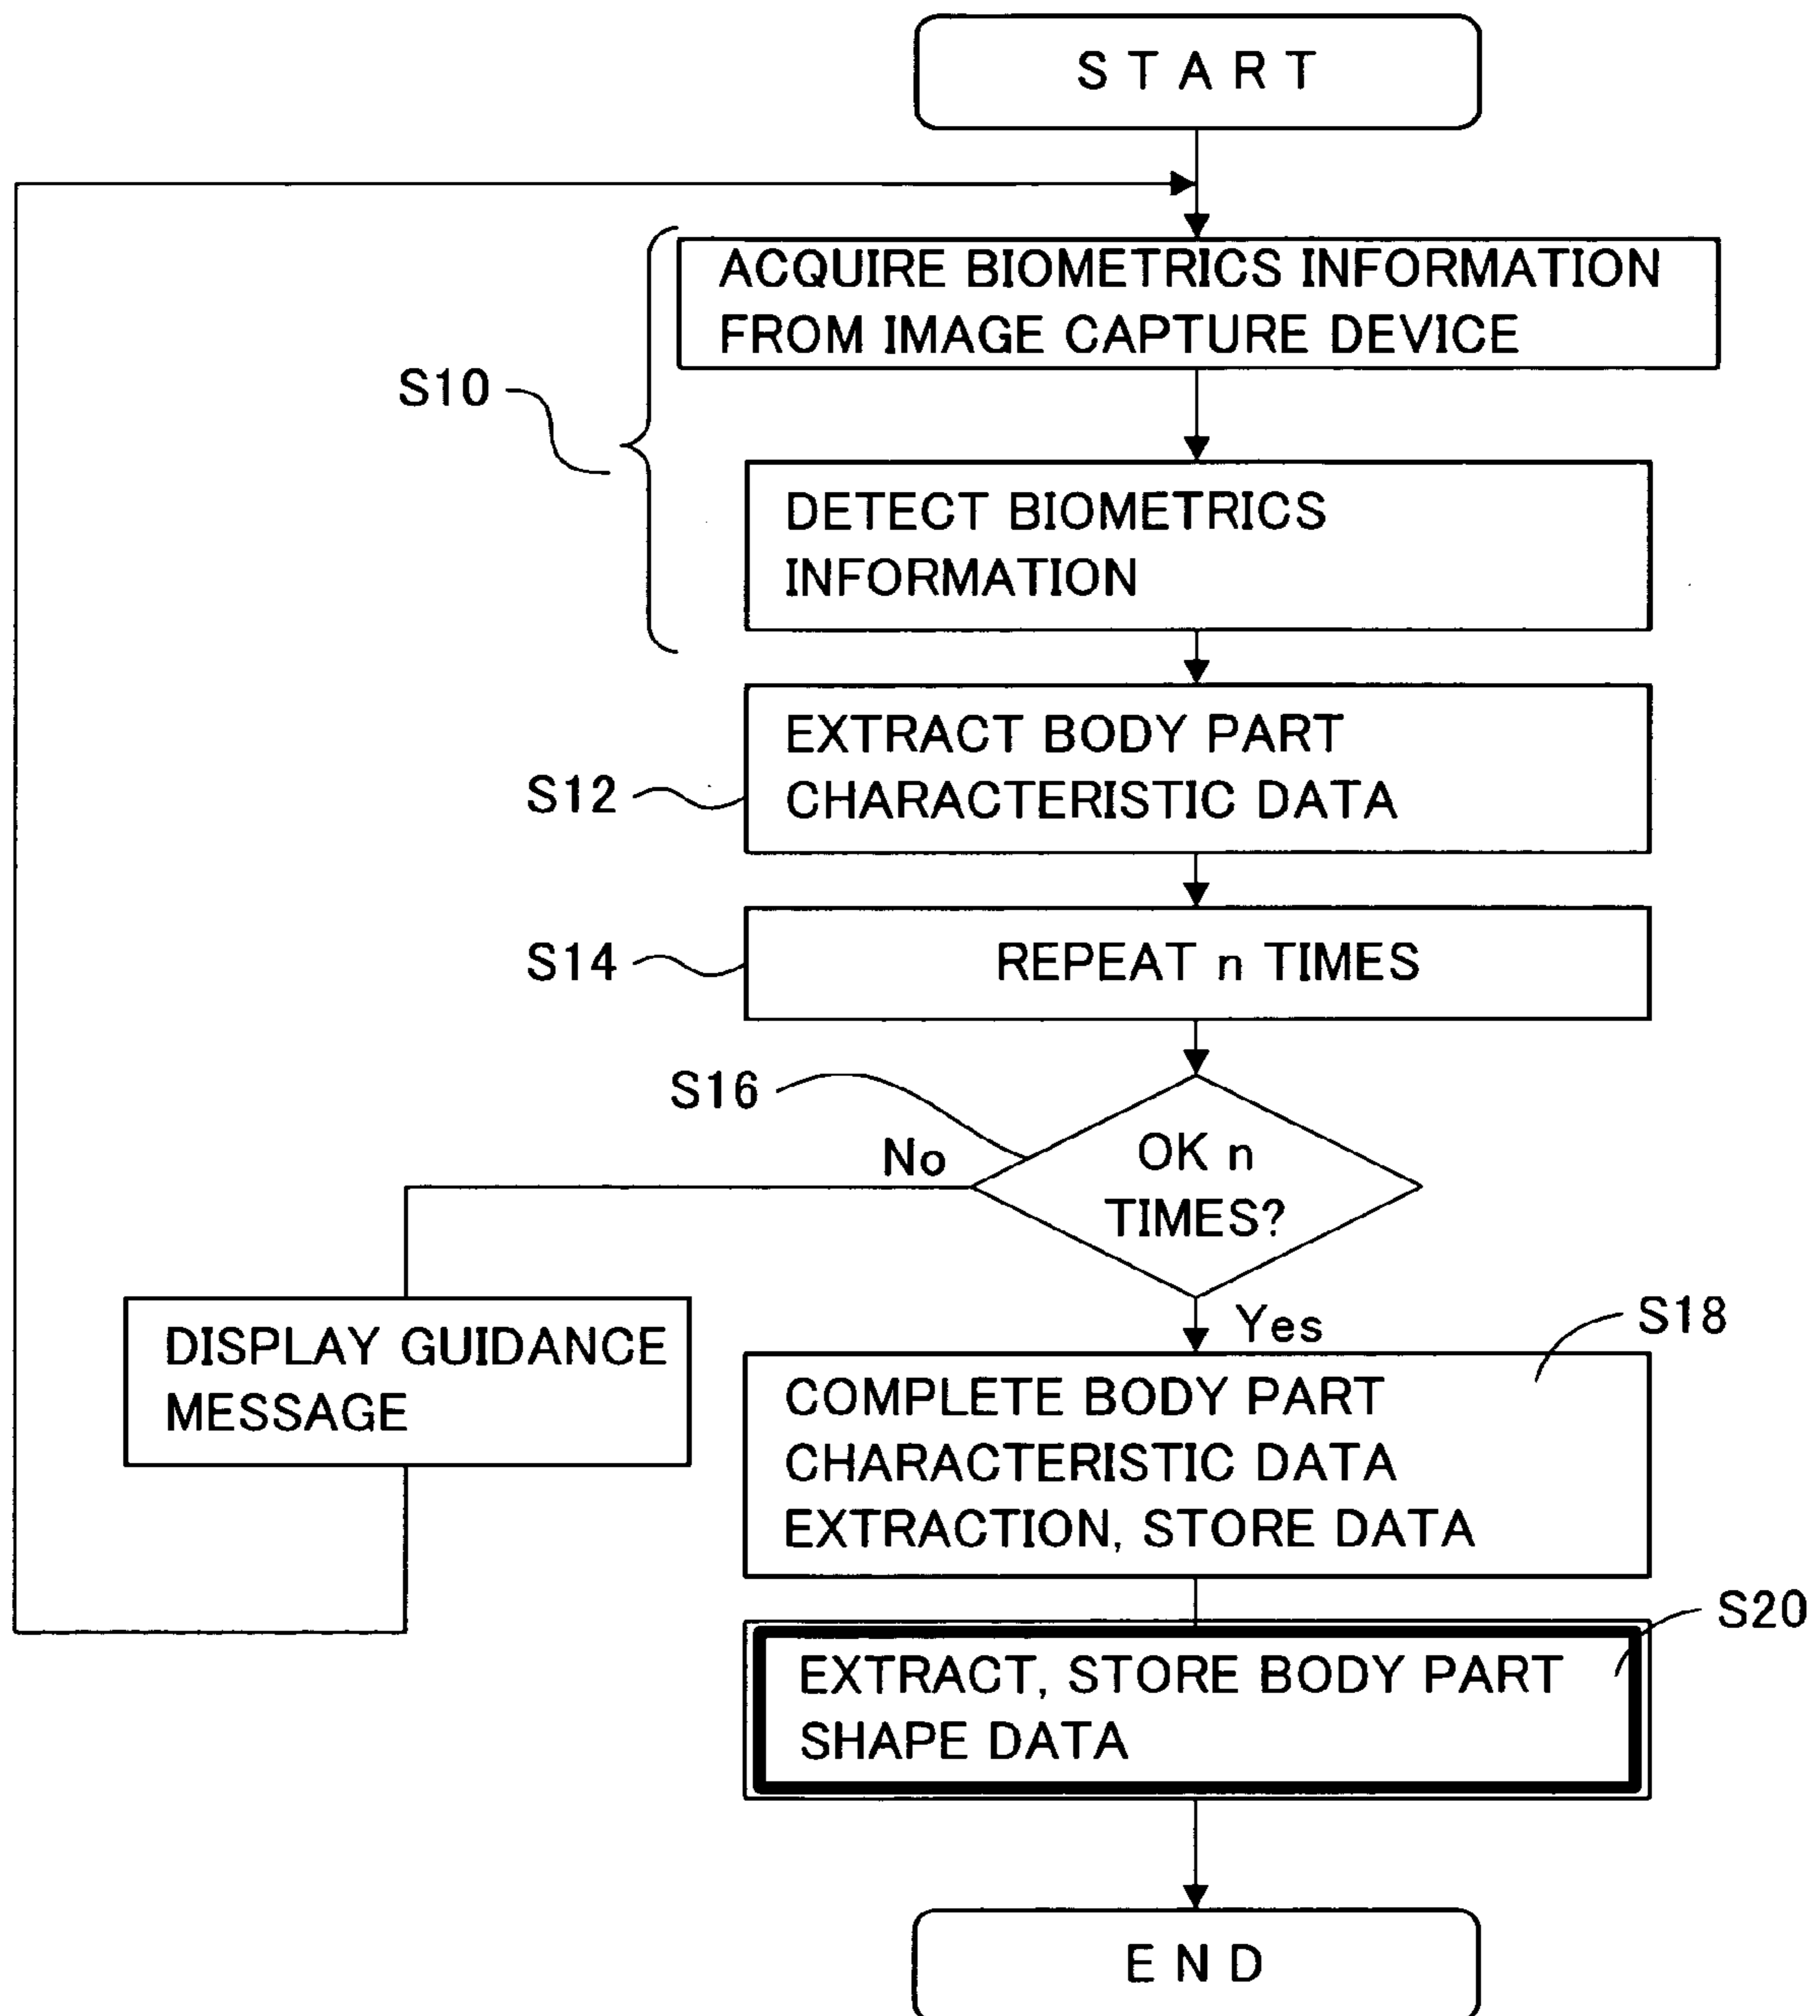 START
ACQUIRE BIOMETRICS INFORMATION
FROM IMAGE CAPTURE DEVICE
S10
DETECT BIOMETRICS
INFORMATION
EXTRACT BODY PART
CHARACTERISTIC DATA
S12
REPEAT n TIMES
S14
S16
OK n
TIMES?
No
Yes
DISPLAY GUIDANCE
MESSAGE
S18
COMPLETE BODY PART
CHARACTERISTIC DATA
EXTRACTION, STORE DATA
S20
EXTRACT, STORE BODY PART
SHAPE DATA
END